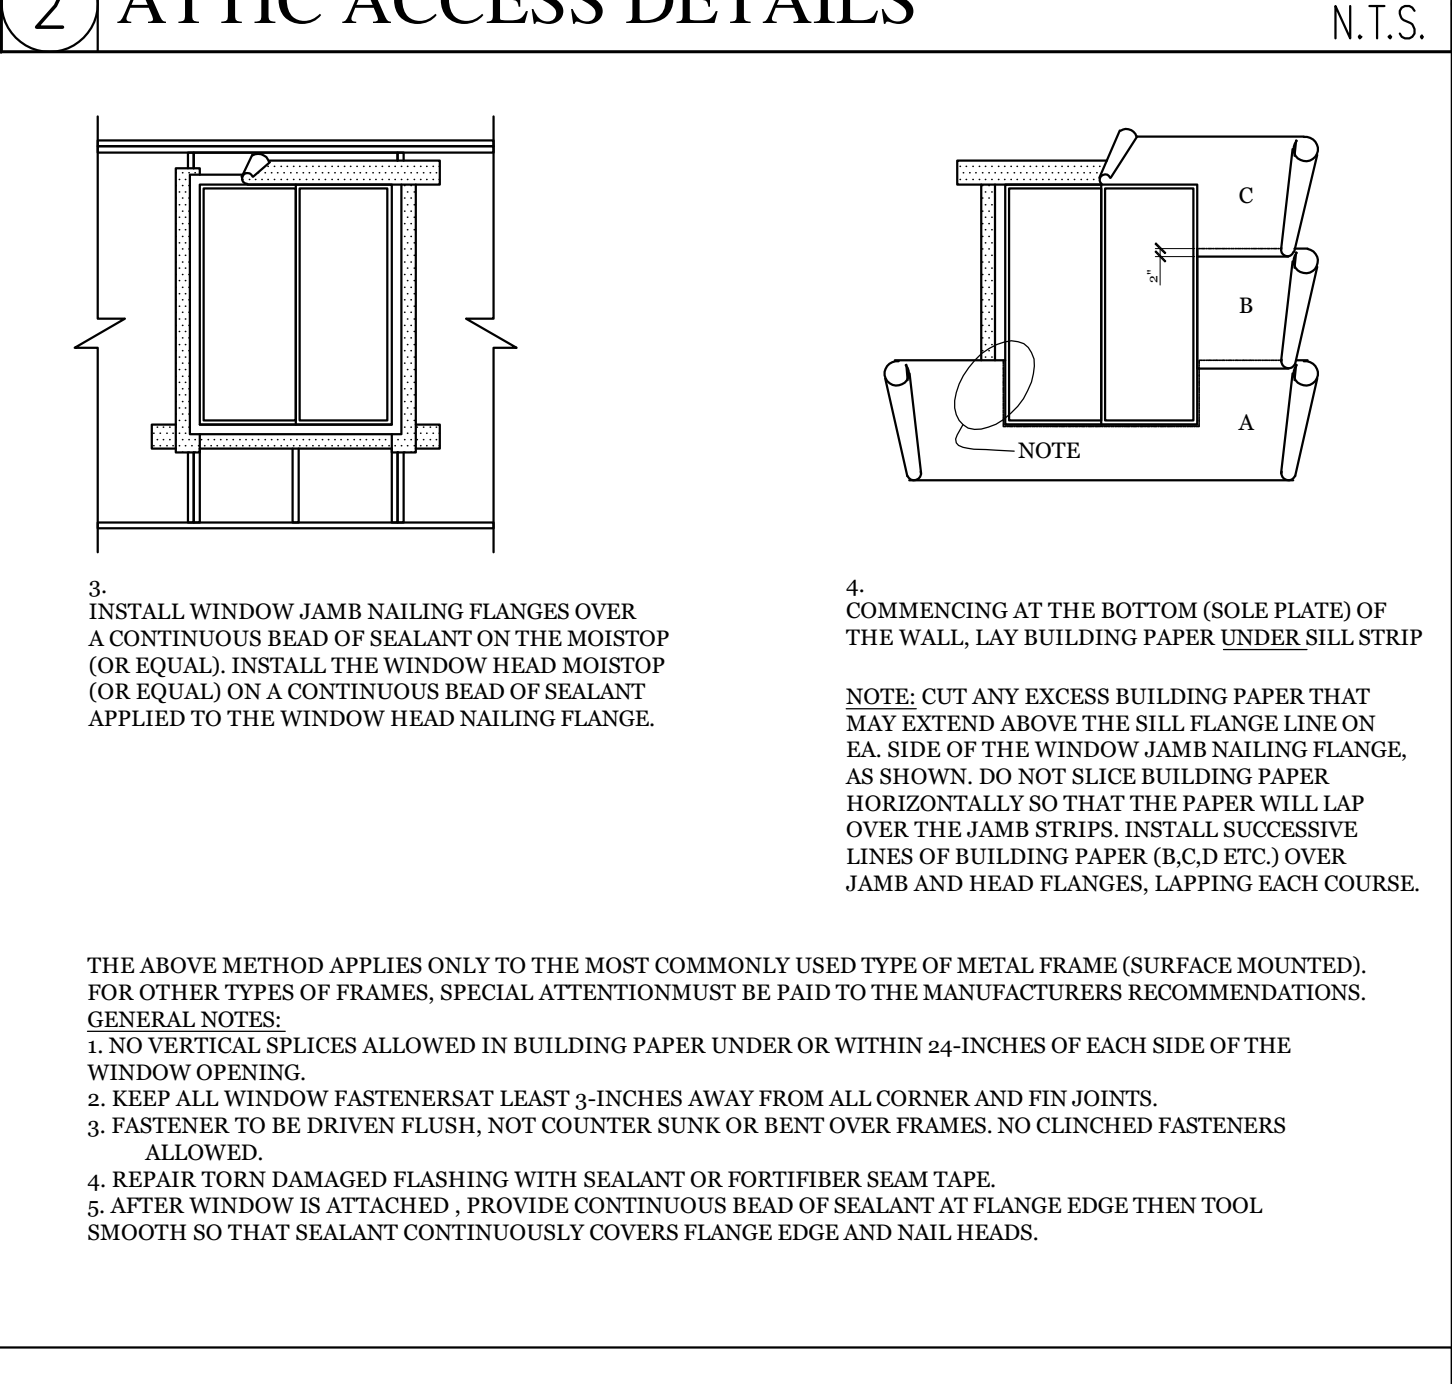 2 ATTIC ACCESS DETAILS
N.T.S.
C
2"
B
A
NOTE
3.
INSTALL WINDOW JAMB NAILING FLANGES OVER
A CONTINUOUS BEAD OF SEALANT ON THE MOISTOP
(OR EQUAL). INSTALL THE WINDOW HEAD MOISTOP
(OR EQUAL) ON A CONTINUOUS BEAD OF SEALANT
APPLIED TO THE WINDOW HEAD NAILING FLANGE.
4.
COMMENCING AT THE BOTTOM (SOLE PLATE) OF
THE WALL, LAY BUILDING PAPER UNDER SILL STRIP
NOTE: CUT ANY EXCESS BUILDING PAPER THAT
MAY EXTEND ABOVE THE SILL FLANGE LINE ON
EA. SIDE OF THE WINDOW JAMB NAILING FLANGE,
AS SHOWN. DO NOT SLICE BUILDING PAPER
HORIZONTALLY SO THAT THE PAPER WILL LAP
OVER THE JAMB STRIPS. INSTALL SUCCESSIVE
LINES OF BUILDING PAPER (B,C,D ETC.) OVER
JAMB AND HEAD FLANGES, LAPPING EACH COURSE.
THE ABOVE METHOD APPLIES ONLY TO THE MOST COMMONLY USED TYPE OF METAL FRAME (SURFACE MOUNTED).
FOR OTHER TYPES OF FRAMES, SPECIAL ATTENTIONMUST BE PAID TO THE MANUFACTURERS RECOMMENDATIONS.
GENERAL NOTES:
1. NO VERTICAL SPLICES ALLOWED IN BUILDING PAPER UNDER OR WITHIN 24-INCHES OF EACH SIDE OF THE
WINDOW OPENING.
2. KEEP ALL WINDOW FASTENERSAT LEAST 3-INCHES AWAY FROM ALL CORNER AND FIN JOINTS.
3. FASTENER TO BE DRIVEN FLUSH, NOT COUNTER SUNK OR BENT OVER FRAMES. NO CLINCHED FASTENERS
ALLOWED.
4. REPAIR TORN DAMAGED FLASHING WITH SEALANT OR FORTIFIBER SEAM TAPE.
5. AFTER WINDOW IS ATTACHED , PROVIDE CONTINUOUS BEAD OF SEALANT AT FLANGE EDGE THEN TOOL
SMOOTH SO THAT SEALANT CONTINUOUSLY COVERS FLANGE EDGE AND NAIL HEADS.